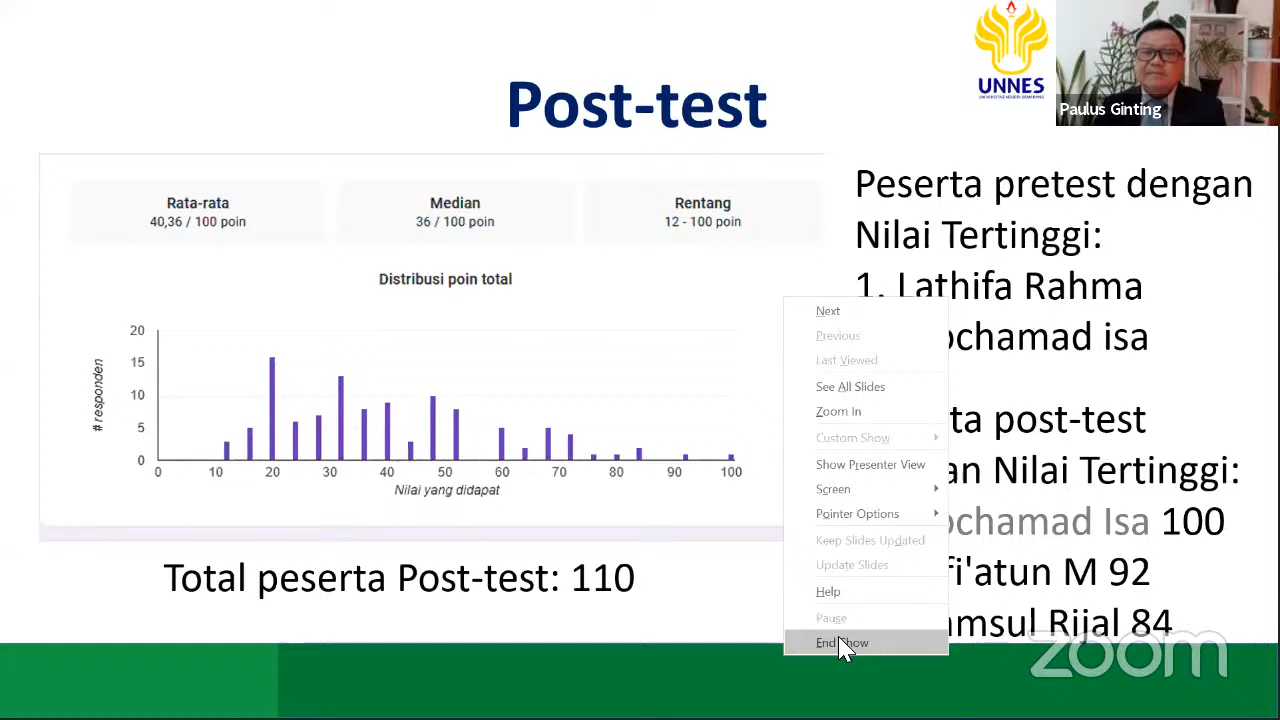 UNNES
UNIVERSITAS NEGERI SEMARANG
Paulus Ginting
Post-test
Rata-rata
40,36 / 100 poin
Median
36 / 100 poin
Rentang
12 - 100 poin
Distribusi poin total
# responden
20
15
10
5
0
0 10 20 30 40 50 60 70 80 90 100
Nilai yang didapat
Total peserta Post-test: 110
Peserta pretest dengan
Nilai Tertinggi:
1. Lathifa Rahma
ochamad isa
ta post-test
an Nilai Tertinggi:
ochamad Isa 100
fi'atun M 92
msul Rijal 84
Next
Previous
Last Viewed
See All Slides
Zoom In
Custom Show
Show Presenter View
Screen
Pointer Options
Keep Slides Updated
Update Slides
Help
Pause
End Show
zoom